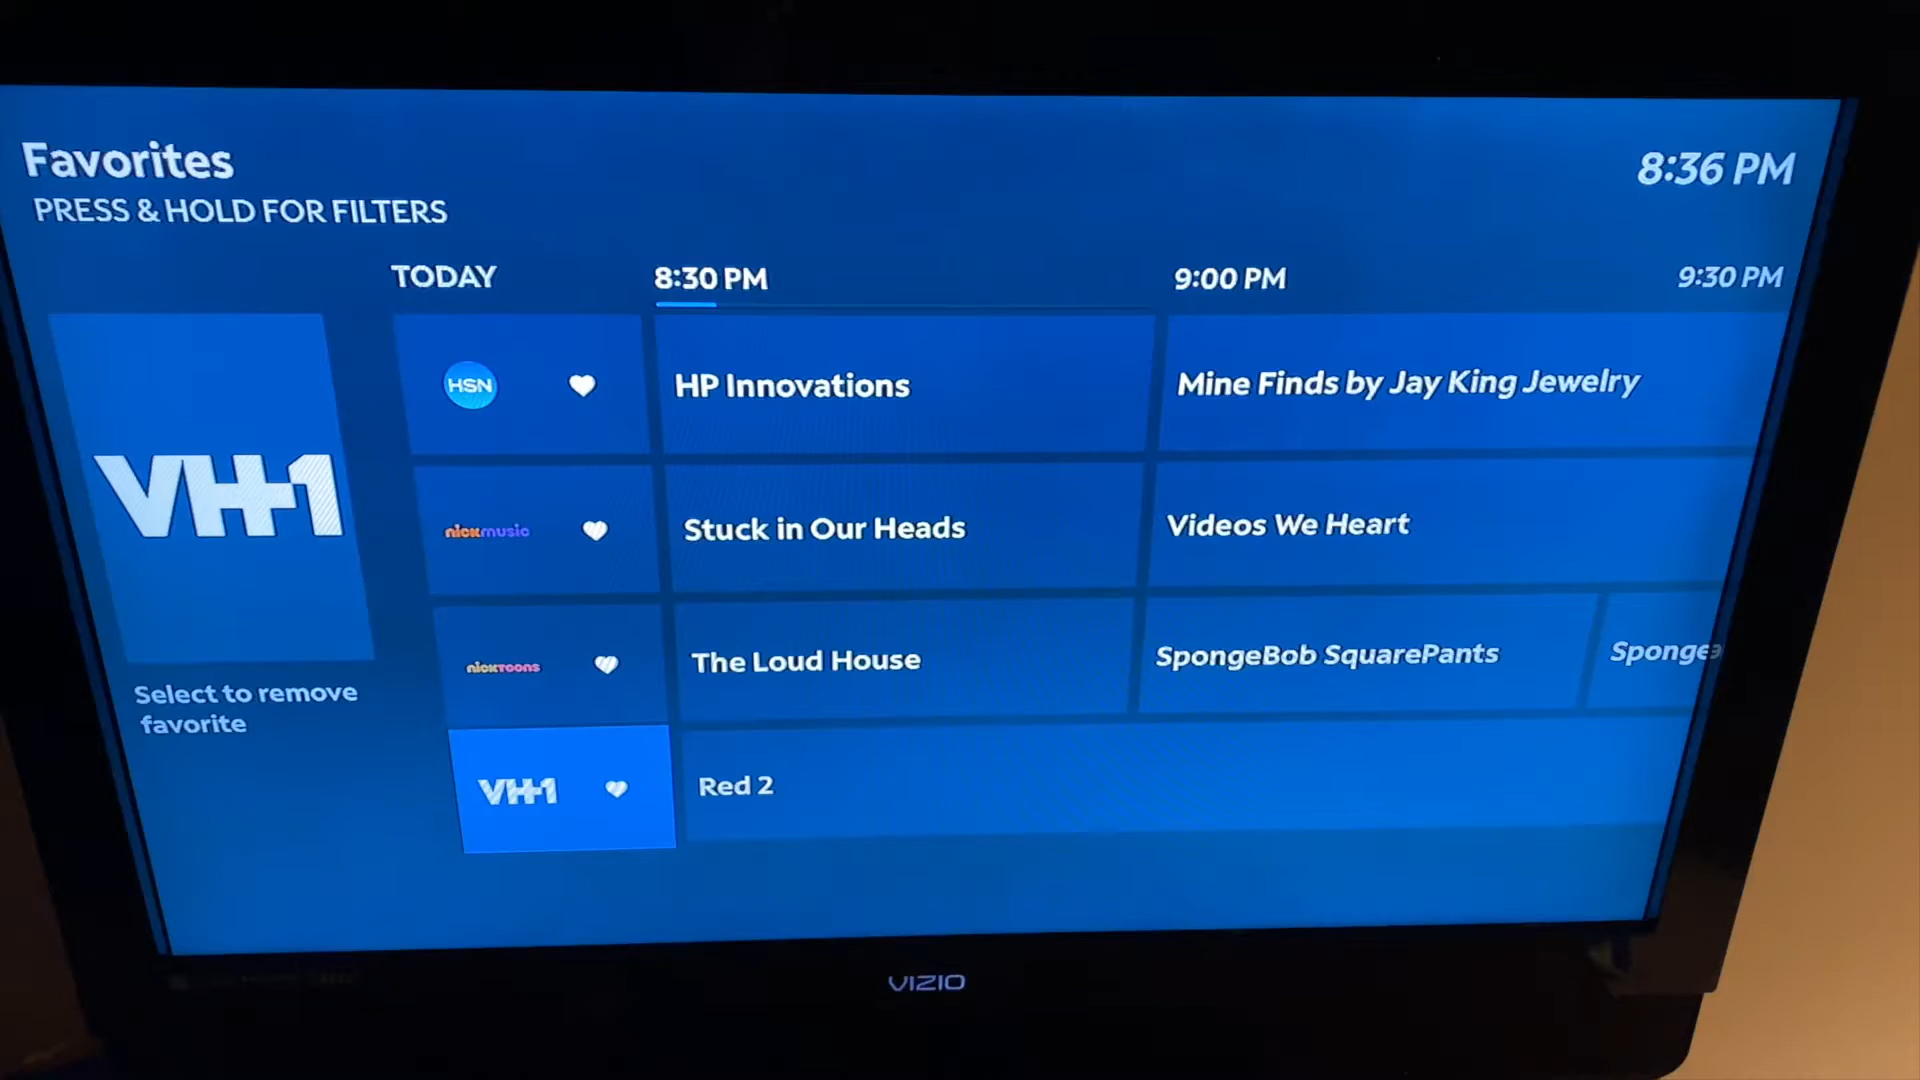 Favorites
8:36 PM
PRESS & HOLD FOR FILTERS
TODAY
8:30 PM
9:00 PM
9:30 PM
HSN
HP Innovations
Mine Finds by Jay King Jewelry
VH1
nickmusic
Stuck in Our Heads
Videos We Heart
nicktoons
The Loud House
SpongeBob SquarePants
Sponge
Select to remove
favorite
VH1
Red 2
VIZIO